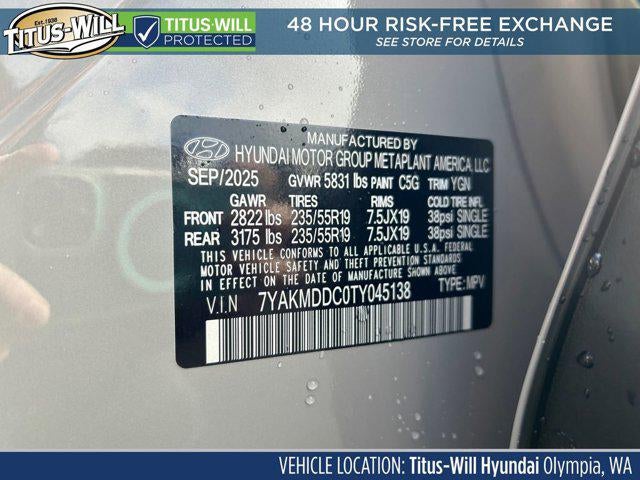 Est. 1938
TITUS-WILL
TITUS-WILL
PROTECTED
48 HOUR RISK-FREE EXCHANGE
SEE STORE FOR DETAILS
MANUFACTURED BY
HYUNDAI MOTOR GROUP METAPLANT AMERICA, LLC
SEP/2025 GVWR 5831 lbs PAINT C5G TRIM YGN
GAWR TIRES RIMS COLD TIRE INFL
FRONT 2822 lbs 235/55R19 7.5JX19 38psi SINGLE
REAR 3175 lbs 235/55R19 7.5JX19 38psi SINGLE
THIS VEHICLE CONFORMS TO ALL APPLICABLE U.S.A. FEDERAL
MOTOR VEHICLE SAFETY, BUMPER, AND THEFT PREVENTION STANDARDS
IN EFFECT ON THE DATE OF MANUFACTURE SHOWN ABOVE.
V.I.N 7YAKMDDC0TY045138 TYPE: MPV
VEHICLE LOCATION: Titus-Will Hyundai Olympia, WA